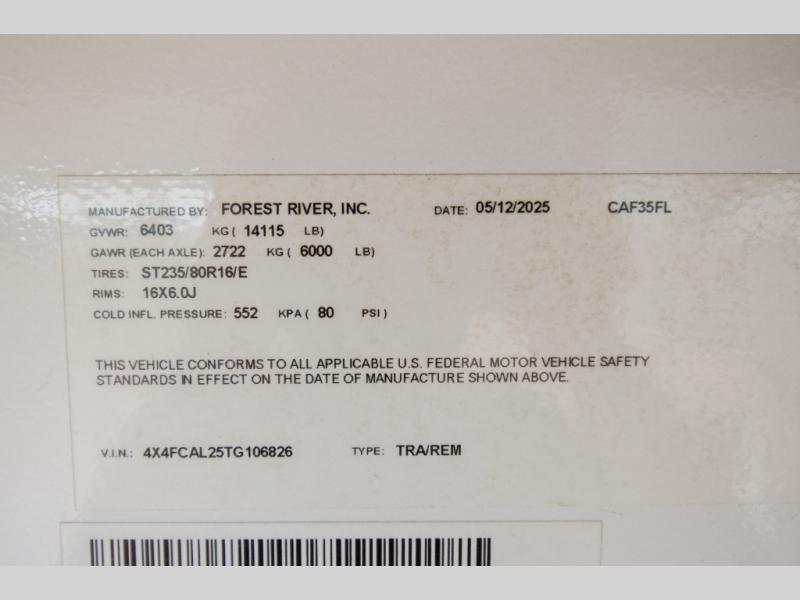 MANUFACTURED BY: FOREST RIVER, INC. DATE: 05/12/2025 CAF35FL
GVWR: 6403 KG ( 14115 LB)
GAWR (EACH AXLE): 2722 KG ( 6000 LB)
TIRES: ST235/80R16/E
RIMS: 16X6.0J
COLD INFL. PRESSURE: 552 KPA ( 80 PSI )
THIS VEHICLE CONFORMS TO ALL APPLICABLE U.S. FEDERAL MOTOR VEHICLE SAFETY
STANDARDS IN EFFECT ON THE DATE OF MANUFACTURE SHOWN ABOVE.
V.I.N.: 4X4FCAL25TG106826 TYPE: TRA/REM